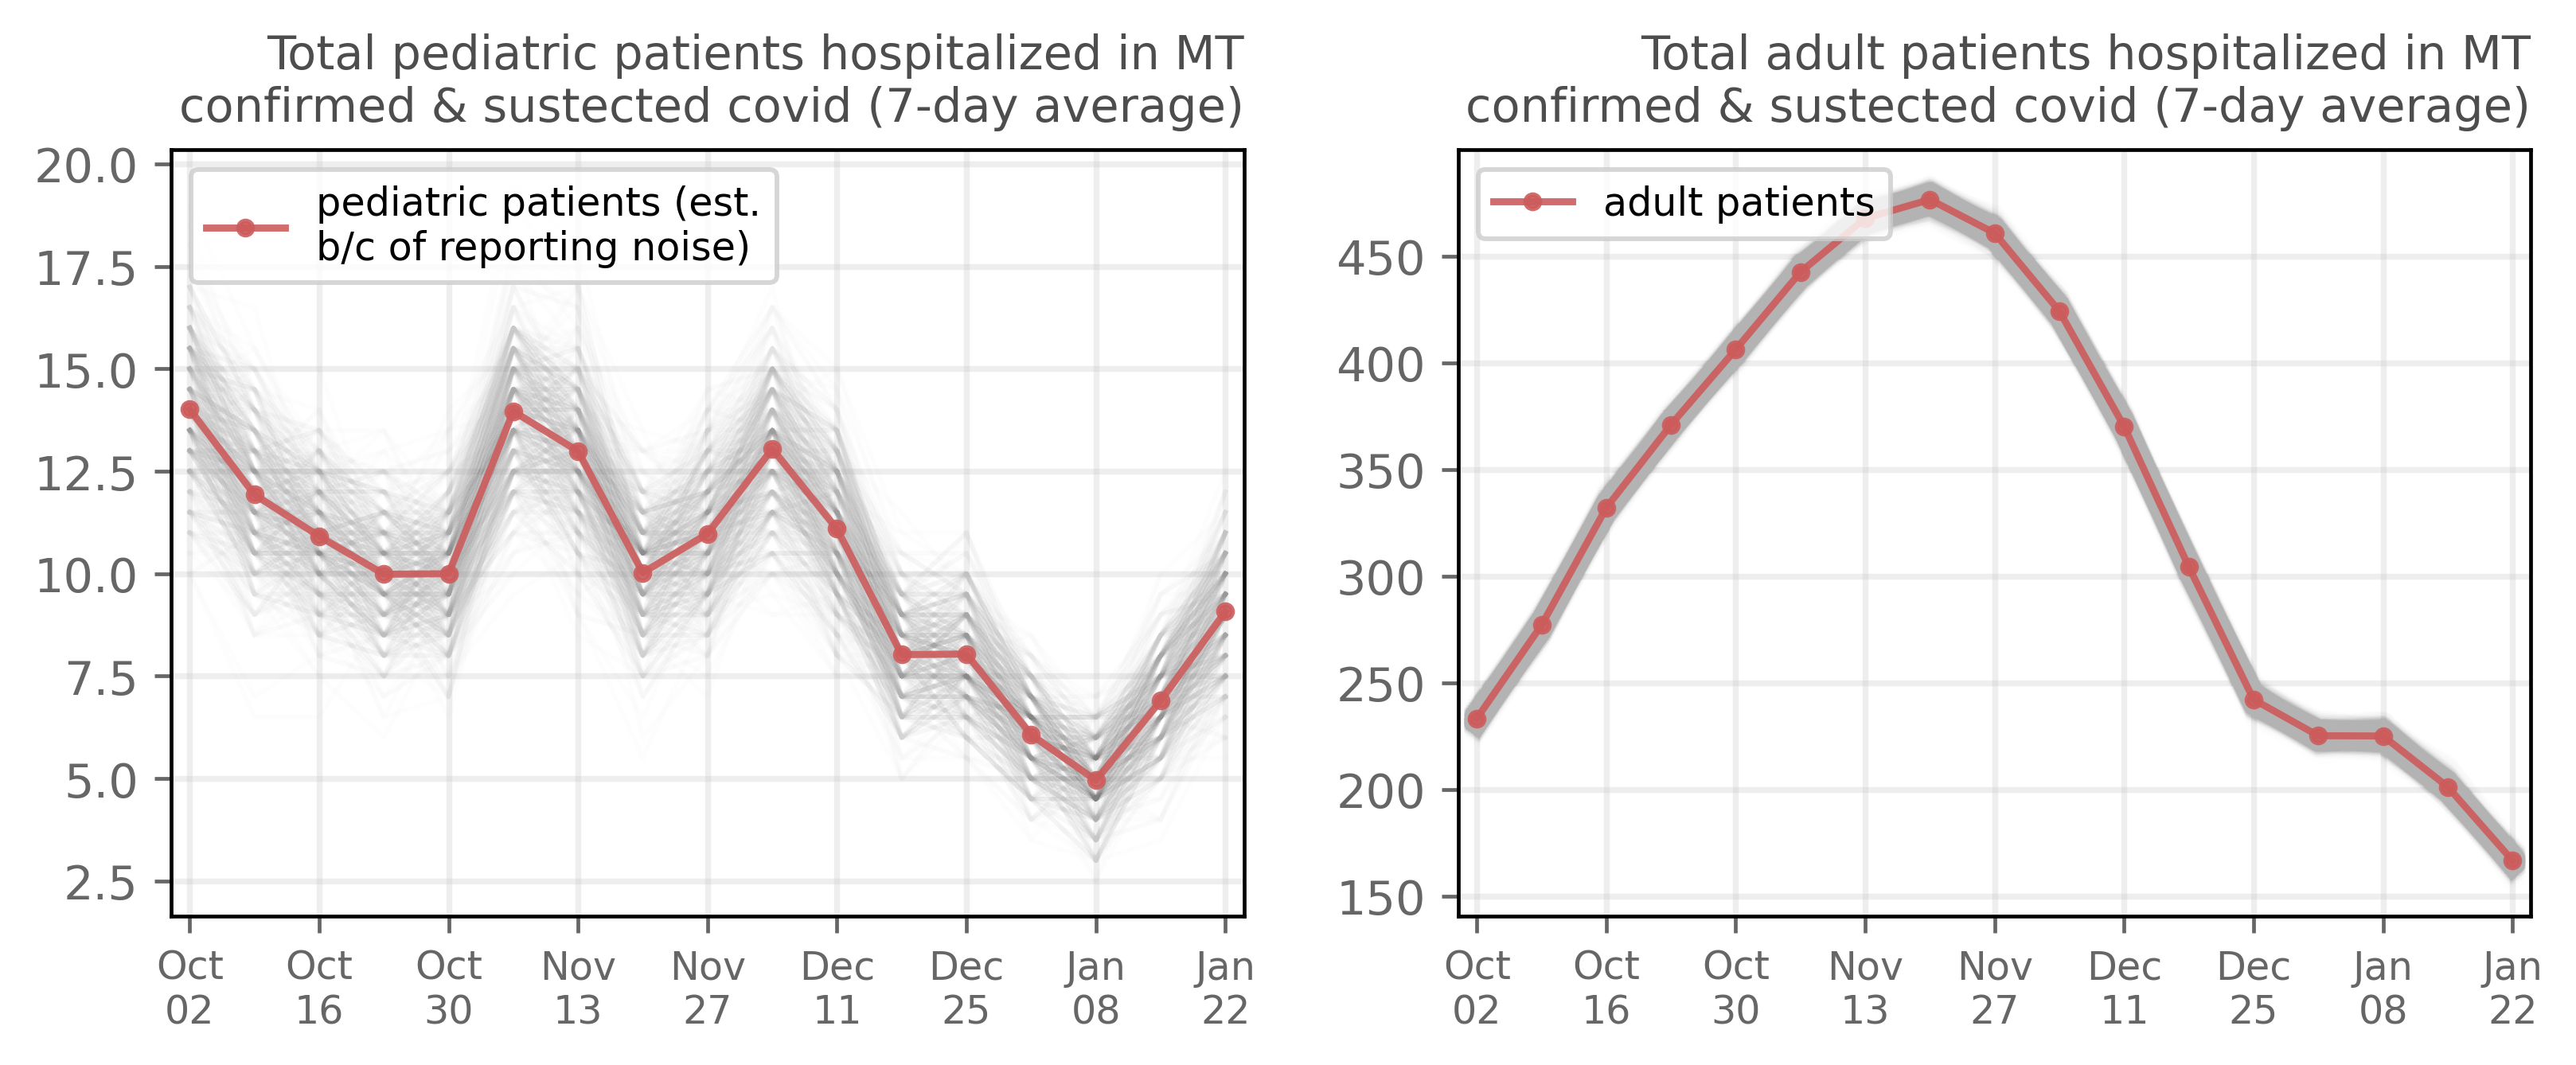 Total pediatric patients hospitalized in MT
confirmed & sustected covid (7-day average)
20.0
17.5
15.0
12.5
10.0
7.5
5.0
2.5
pediatric patients (est.
b/c of reporting noise)
Oct Oct Oct Nov Nov Dec Dec Jan Jan
02 16 30 13 27 11 25 08 22
Total adult patients hospitalized in MT
confirmed & sustected covid (7-day average)
450
400
350
300
250
200
150
adult patients
Oct Oct Oct Nov Nov Dec Dec Jan Jan
02 16 30 13 27 11 25 08 22